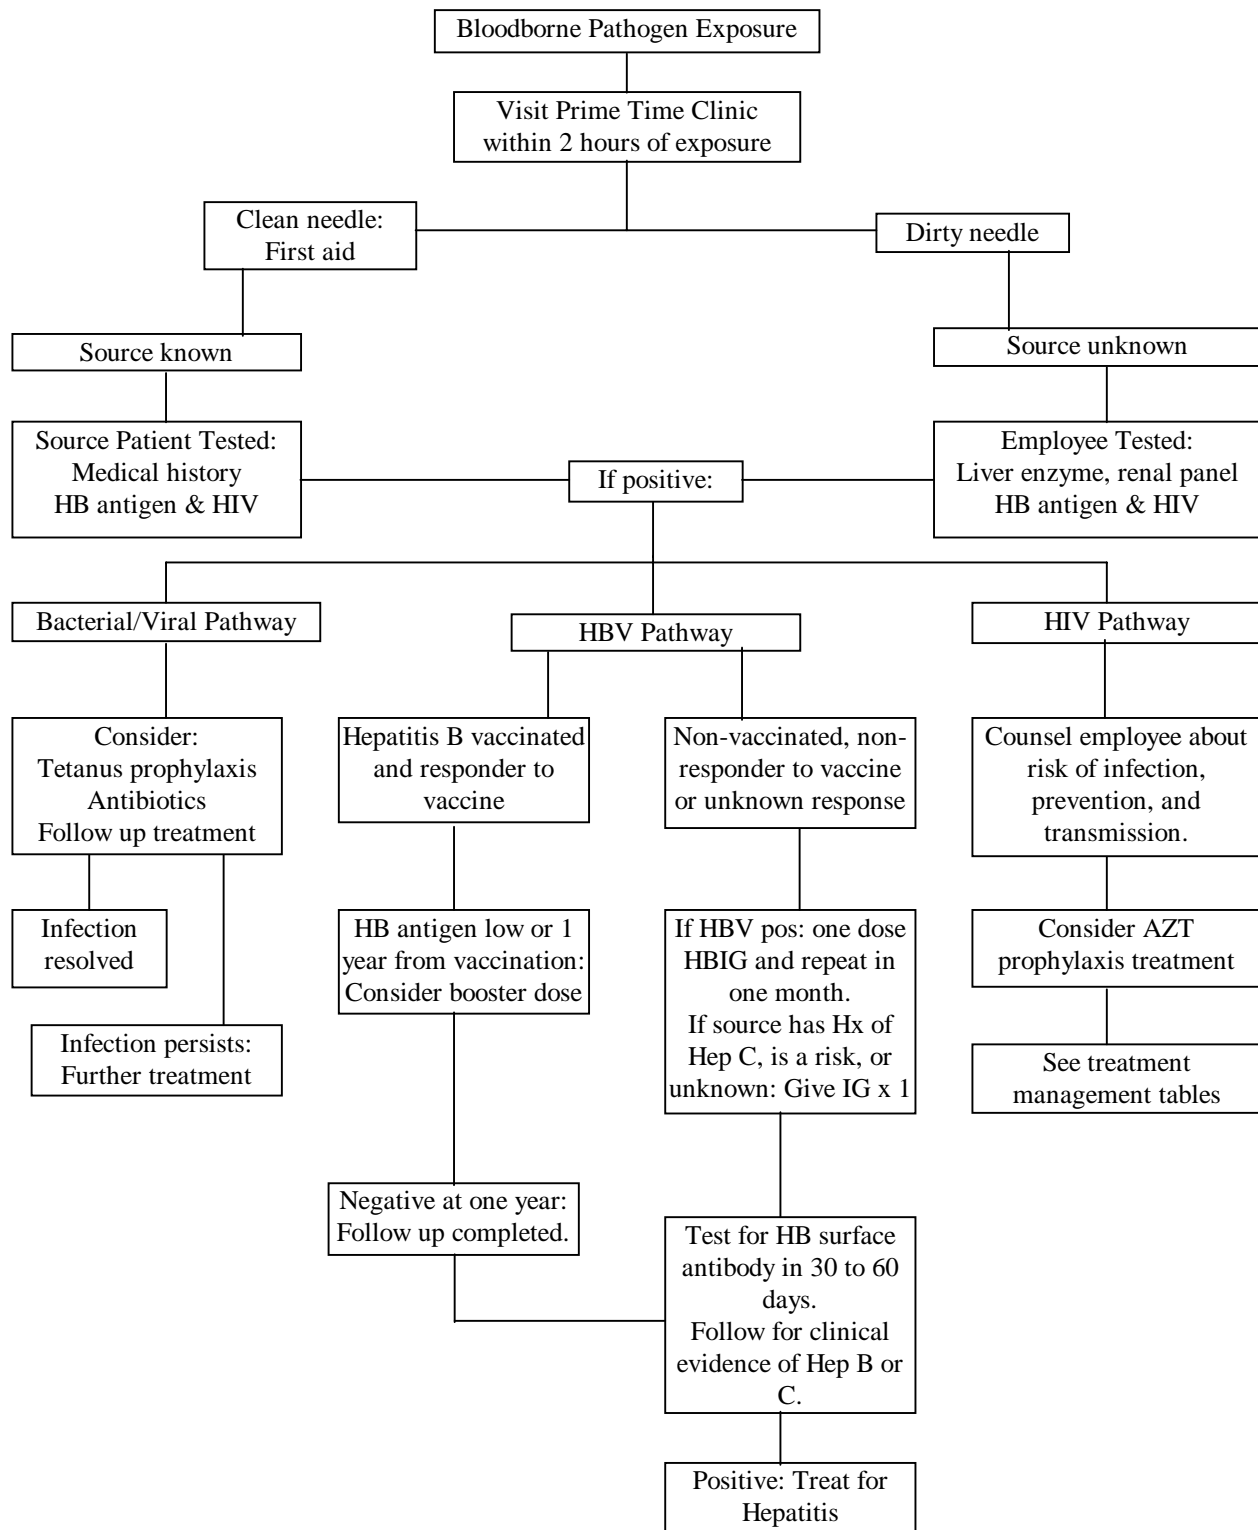 Bloodborne Pathogen Exposure
Visit Prime Time Clinic
within 2 hours of exposure
Clean needle:
First aid
Dirty needle
Source known
Source unknown
Source Patient Tested:
Medical history
HB antigen & HIV
If positive:
Employee Tested:
Liver enzyme, renal panel
HB antigen & HIV
Bacterial/Viral Pathway
HBV Pathway
HIV Pathway
Consider:
Tetanus prophylaxis
Antibiotics
Follow up treatment
Hepatitis B vaccinated
and responder to
vaccine
Non-vaccinated, non-
responder to vaccine
or unknown response
Counsel employee about
risk of infection,
prevention, and
transmission.
Infection
resolved
HB antigen low or 1
year from vaccination:
Consider booster dose
If HBV pos: one dose
HBIG and repeat in
one month.
If source has Hx of
Hep C, is a risk, or
unknown: Give IG x 1
Consider AZT
prophylaxis treatment
Infection persists:
Further treatment
See treatment
management tables
Negative at one year:
Follow up completed.
Test for HB surface
antibody in 30 to 60
days.
Follow for clinical
evidence of Hep B or
C.
Positive: Treat for
Hepatitis